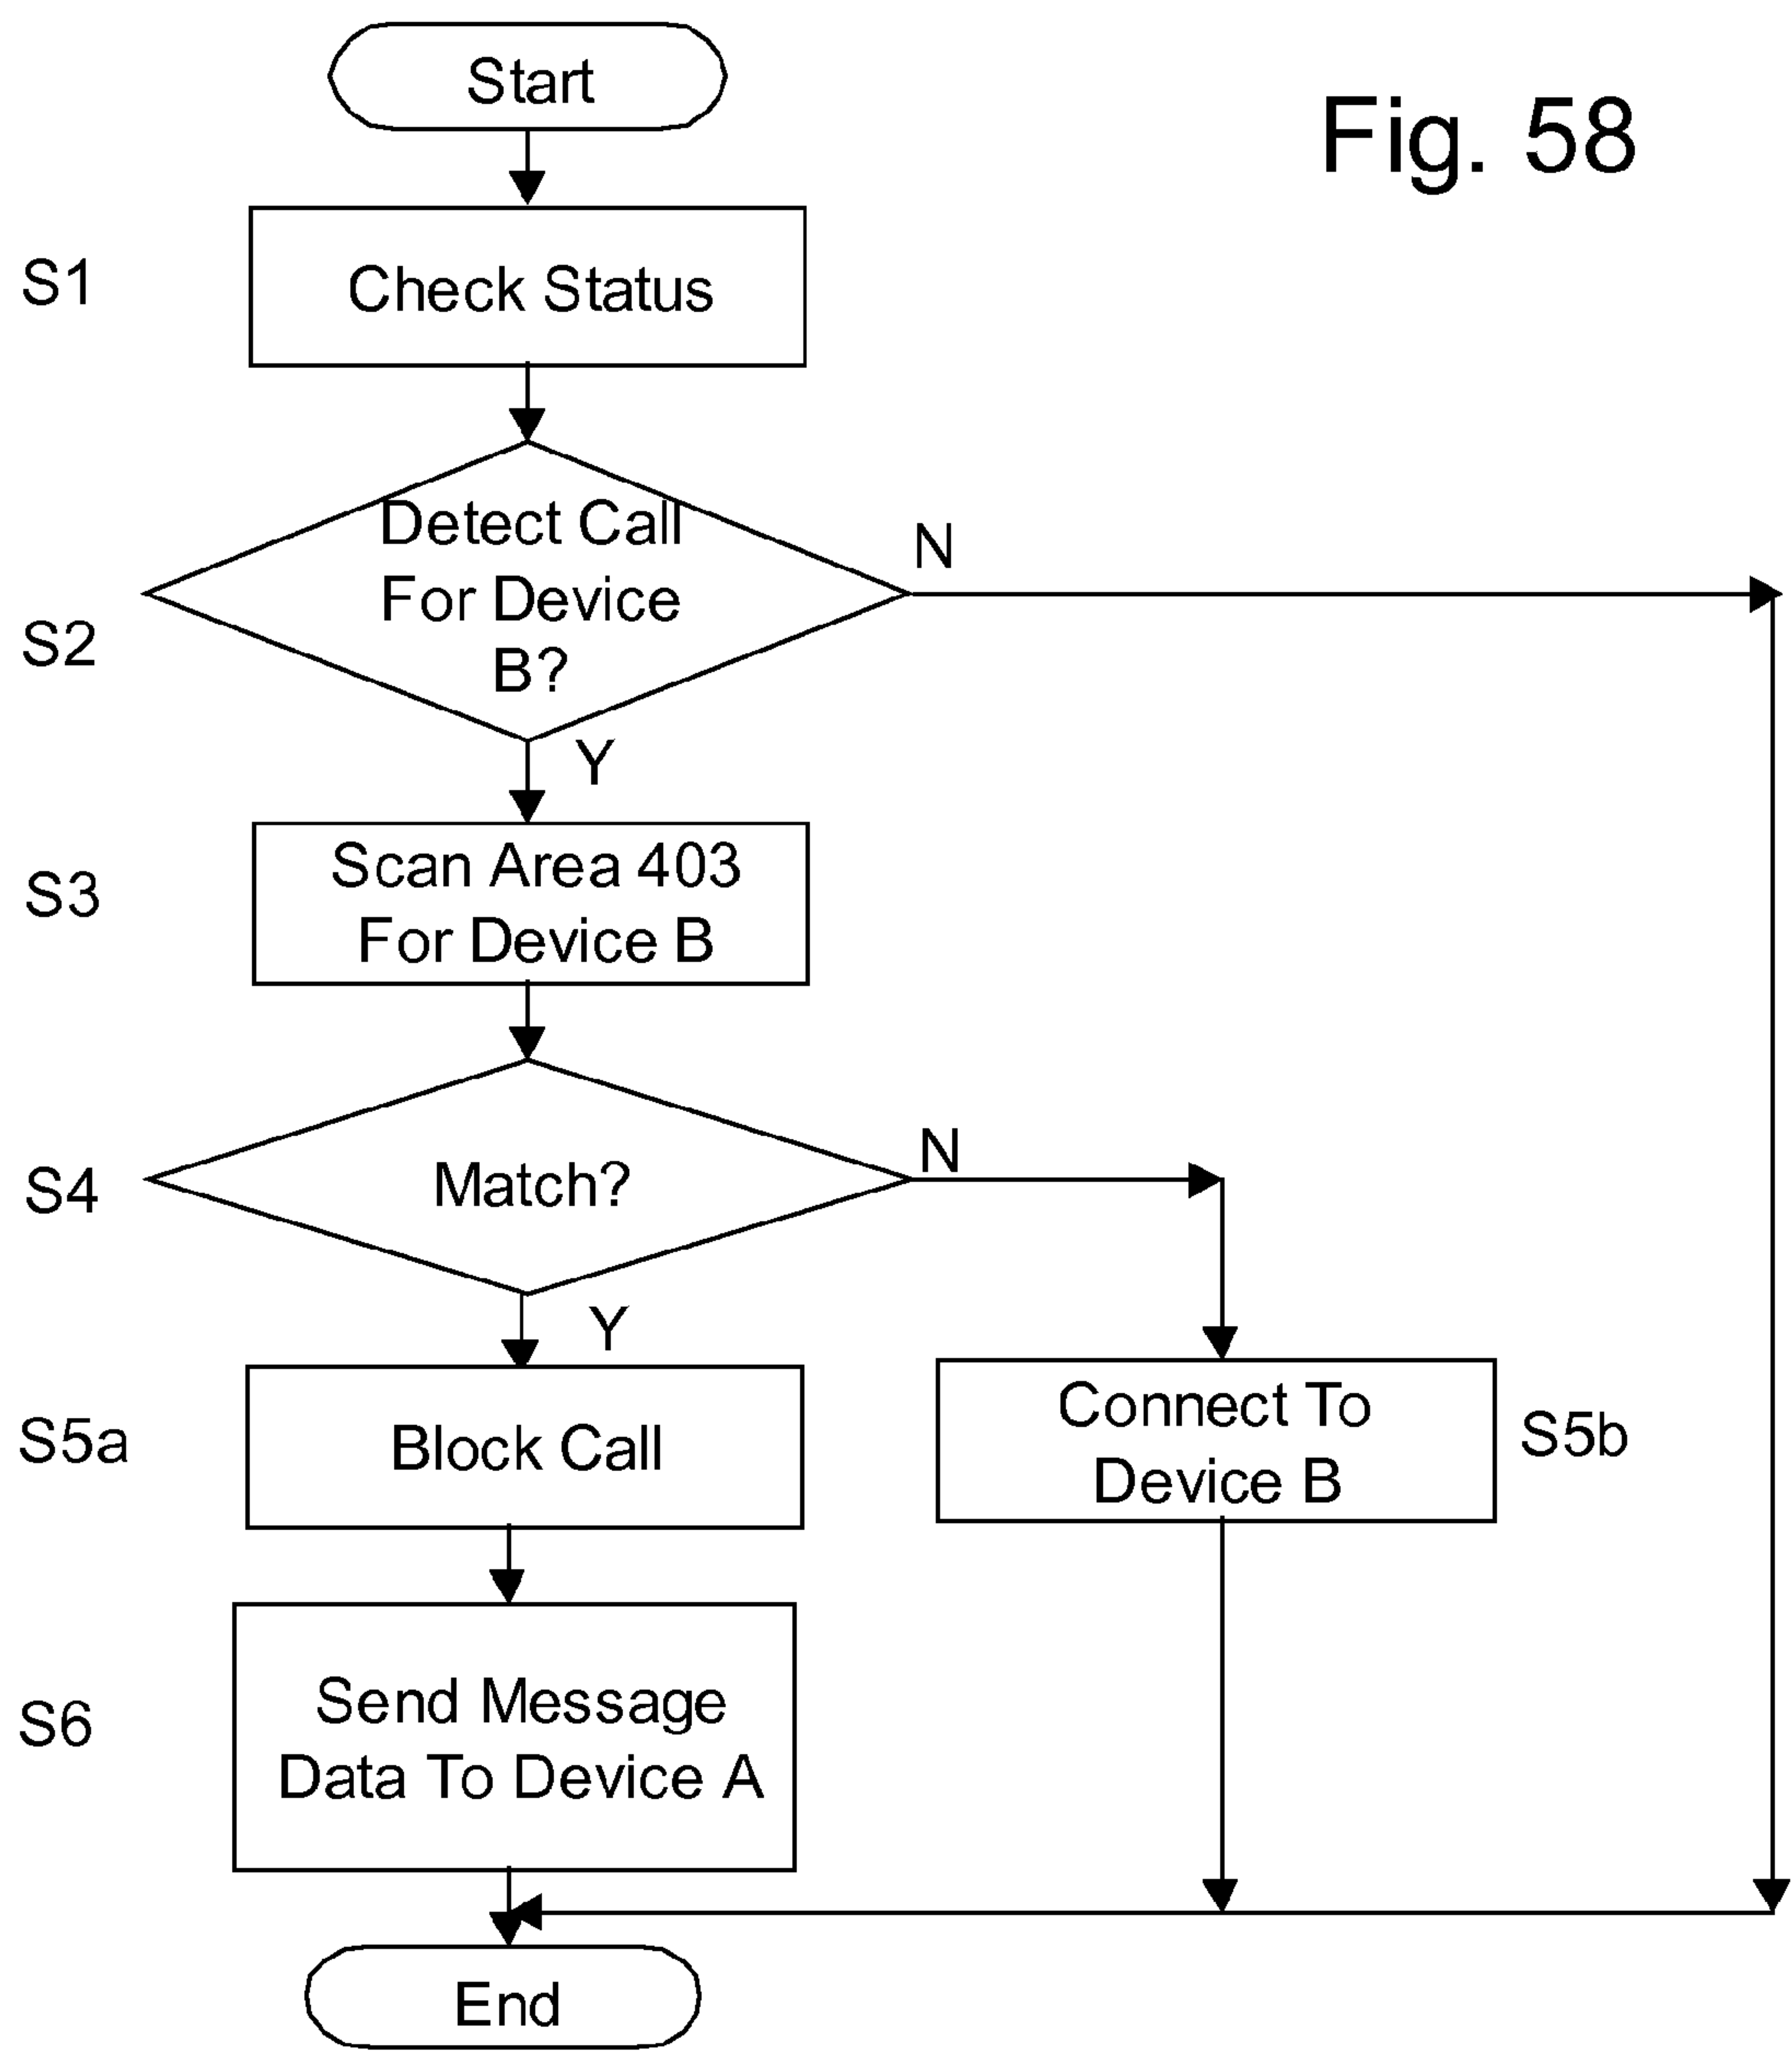 Start
Fig. 58
S1
Check Status
Detect Call
For Device
B?
N
S2
Y
S3
Scan Area 403
For Device B
S4
Match?
N
Y
S5a
Block Call
Connect To
Device B
S5b
S6
Send Message
Data To Device A
End